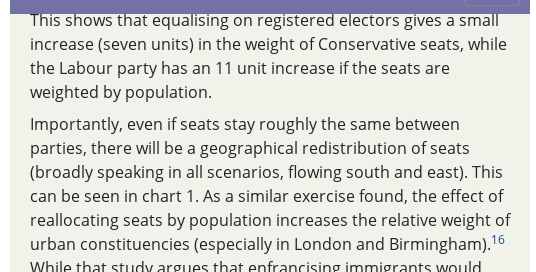 This shows that equalising on registered electors gives a small
increase (seven units) in the weight of Conservative seats, while
the Labour party has an 11 unit increase if the seats are
weighted by population.
Importantly, even if seats stay roughly the same between
parties, there will be a geographical redistribution of seats
(broadly speaking in all scenarios, flowing south and east). This
can be seen in chart 1. As a similar exercise found, the effect of
reallocating seats by population increases the relative weight of
urban constituencies (especially in London and Birmingham).16
While that study argues that enfrancising immigrants would